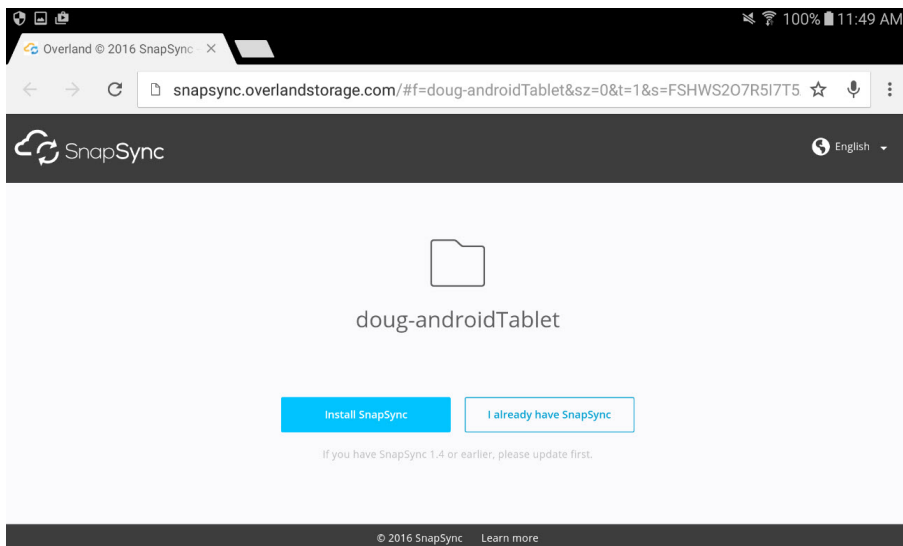 100% 11:49 AM
Overland © 2016 SnapSync -
snapsync.overlandstorage.com/#f=doug-androidTablet&sz=0&t=1&s=FSHWS2O7R5I7T5
SnapSync
English
doug-androidTablet
Install SnapSync
I already have SnapSync
If you have SnapSync 1.4 or earlier, please update first.
© 2016 SnapSync Learn more